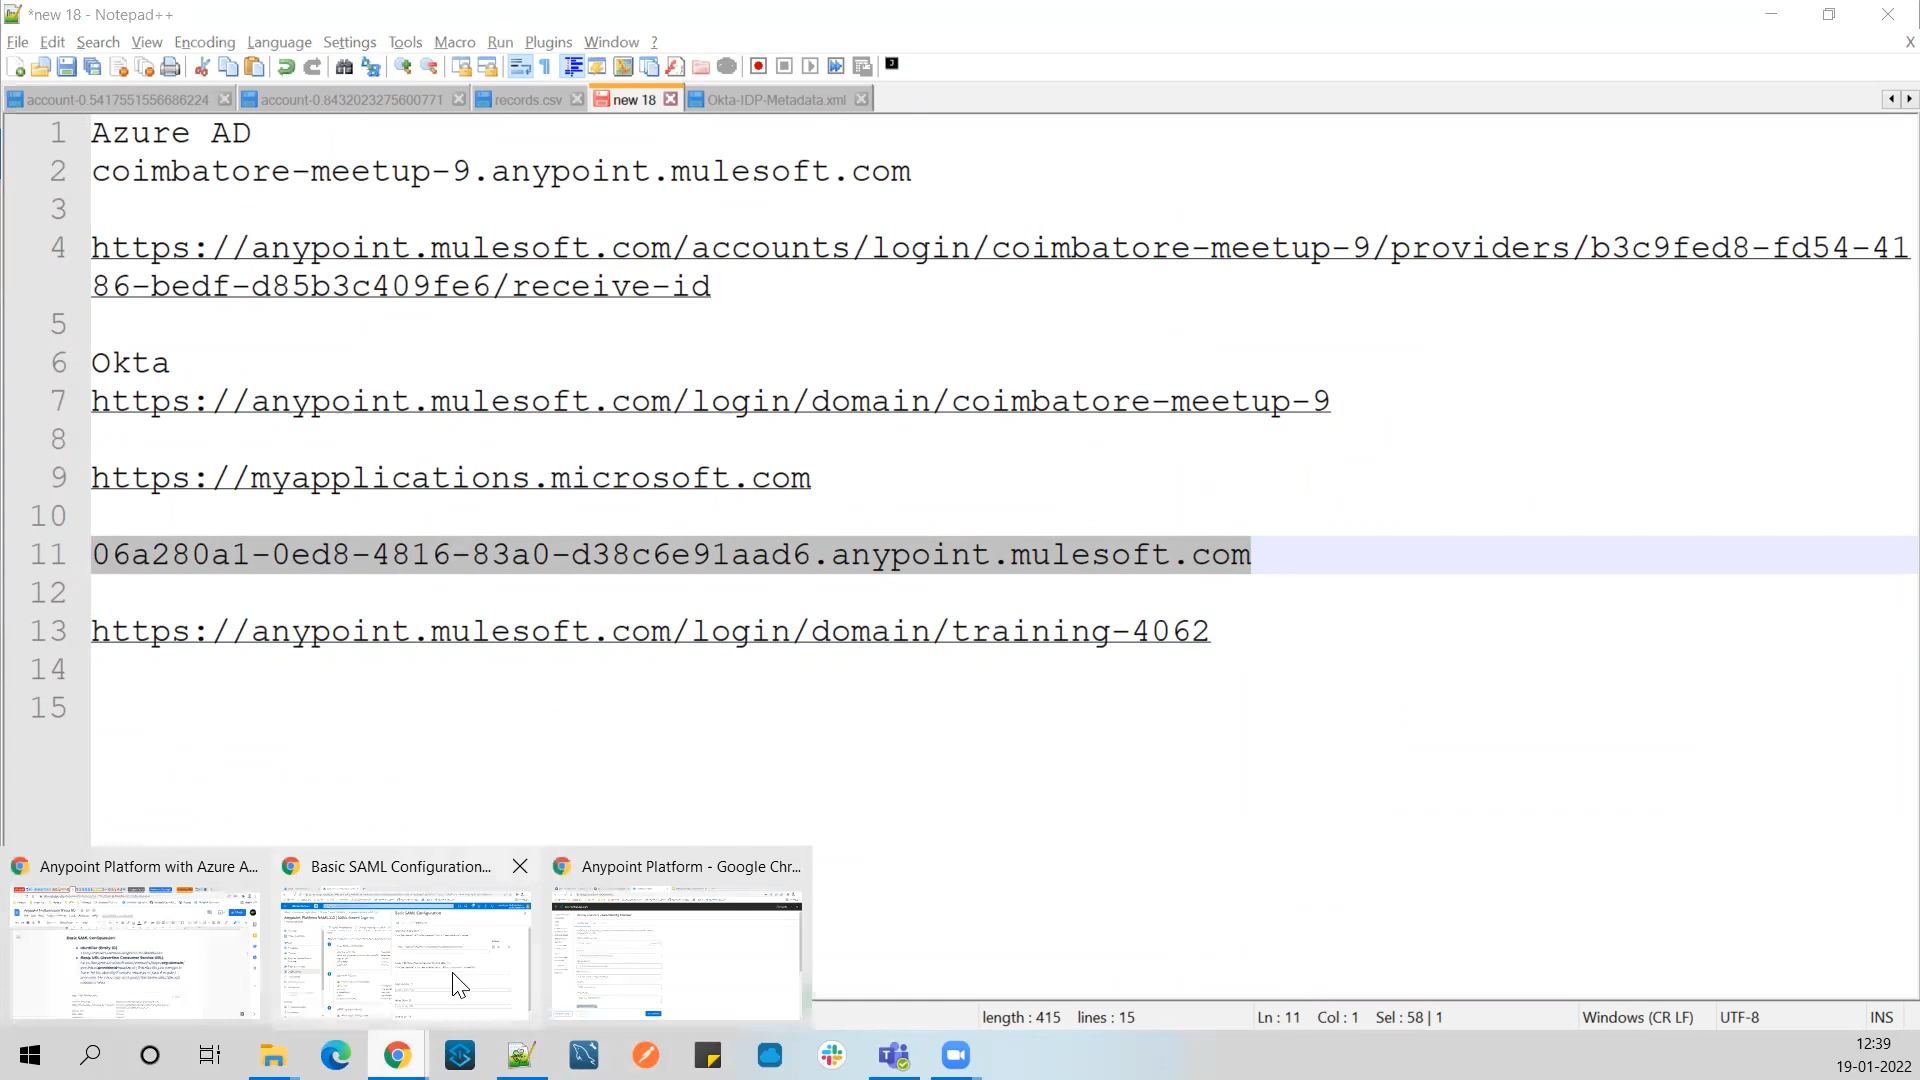 *new 18 - Notepad++
File Edit Search View Encoding Language Settings Tools Macro Run Plugins Window ?
X
account-0.5417551556686224 account-0.8432023275600771 records.csv new 18 Okta-IDP-Metadata.xml
1 Azure AD
2 coimbatore-meetup-9.anypoint.mulesoft.com
3
4 https://anypoint.mulesoft.com/accounts/login/coimbatore-meetup-9/providers/b3c9fed8-fd54-41
86-bedf-d85b3c409fe6/receive-id
5
6 Okta
7 https://anypoint.mulesoft.com/login/domain/coimbatore-meetup-9
8
9 https://myapplications.microsoft.com
10
11 06a280a1-0ed8-4816-83a0-d38c6e91aad6.anypoint.mulesoft.com
12
13 https://anypoint.mulesoft.com/login/domain/training-4062
14
15
Anypoint Platform with Azure A... Basic SAML Configuration... Anypoint Platform - Google Chr...
Basic SAML Configuration
length : 415 lines : 15 Ln : 11 Col : 1 Sel : 58 | 1 Windows (CR LF) UTF-8 INS
12:39
19-01-2022